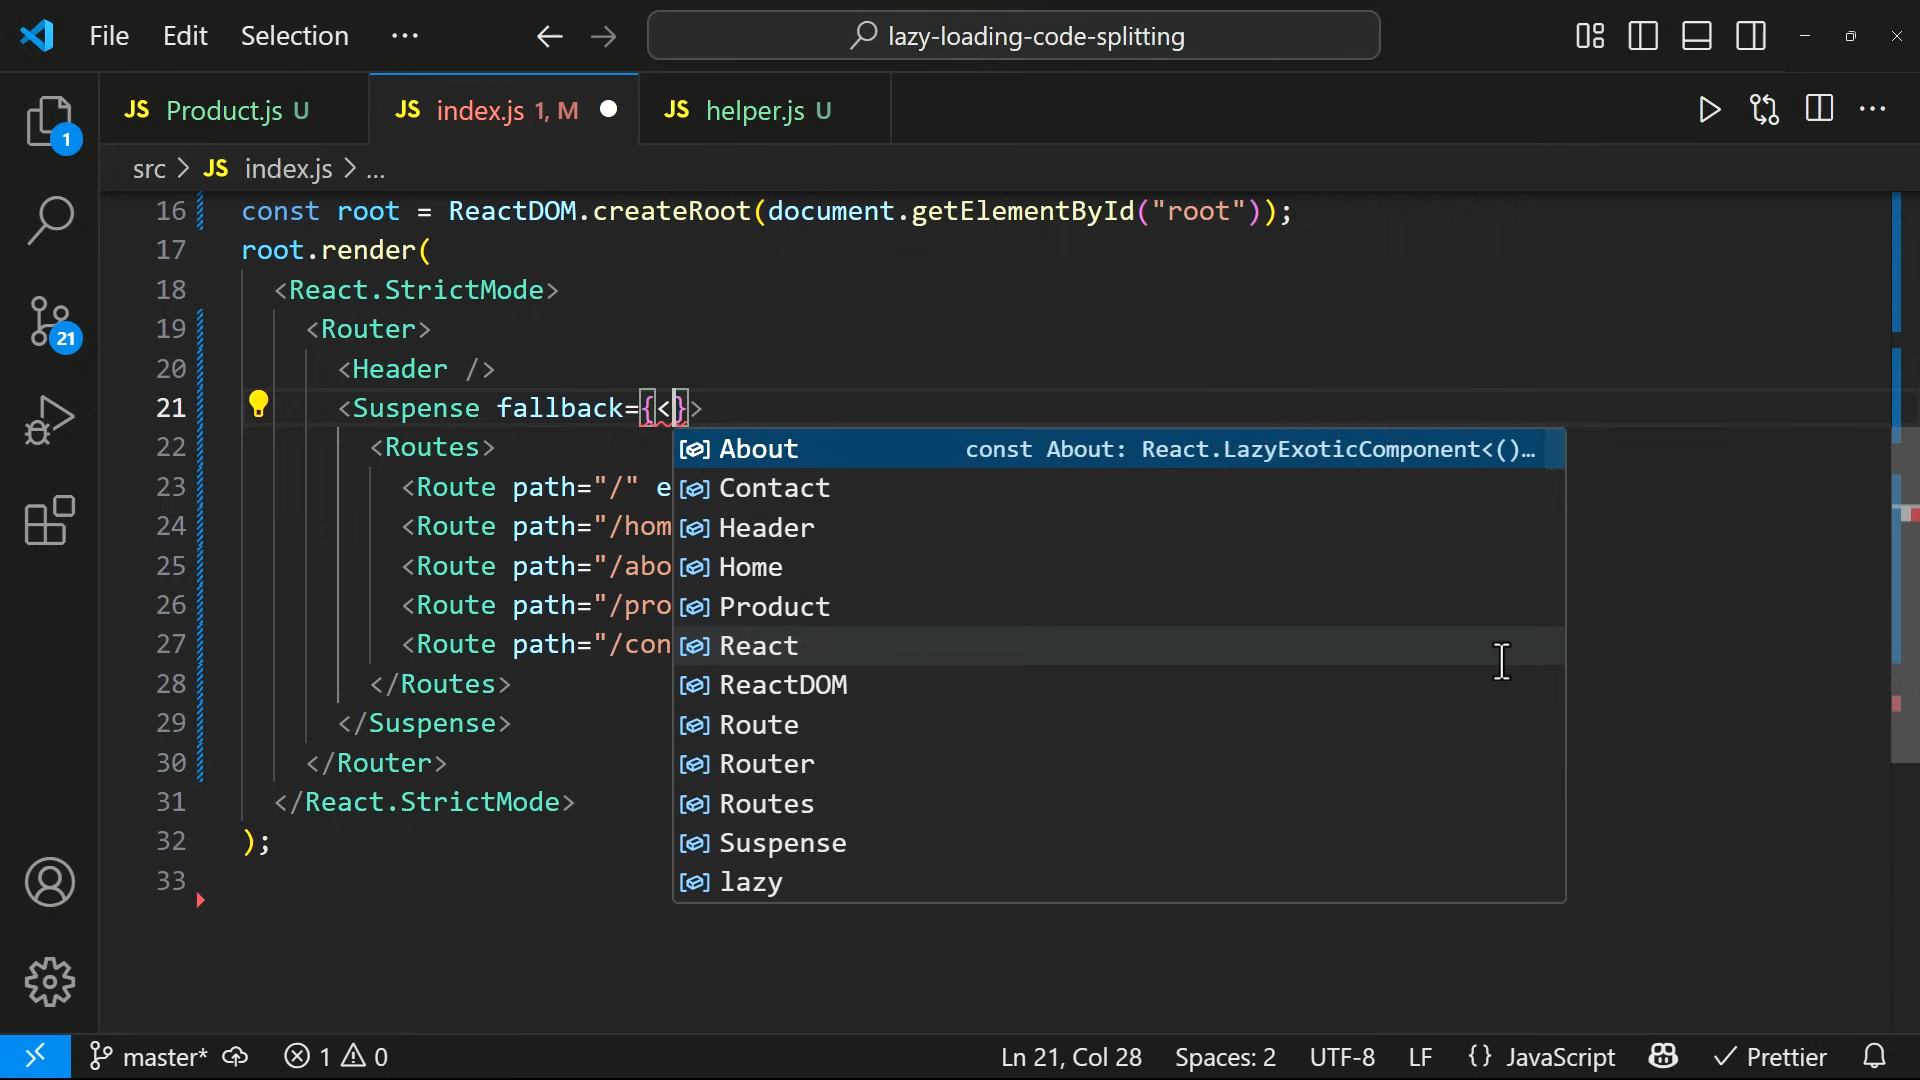 File Edit Selection ··· lazy-loading-code-splitting
JS Product.js U JS index.js 1, M JS helper.js U
src > JS index.js > ...
16 const root = ReactDOM.createRoot(document.getElementById("root"));
17 root.render(
18 <React.StrictMode>
19 <Router>
20 <Header />
21 <Suspense fallback={<}>
22 <Routes>
23 <Route path="/" e
24 <Route path="/hom
25 <Route path="/abo
26 <Route path="/pro
27 <Route path="/con
28 </Routes>
29 </Suspense>
30 </Router>
31 </React.StrictMode>
32 );
33
About const About: React.LazyExoticComponent<()…
Contact
Header
Home
Product
React
ReactDOM
Route
Router
Routes
Suspense
lazy
1
21
master* 1 0 Ln 21, Col 28 Spaces: 2 UTF-8 LF {} JavaScript Prettier